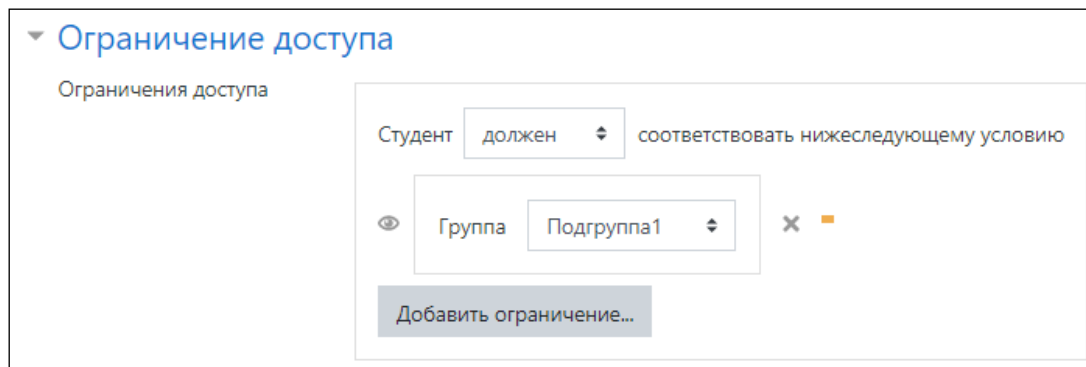 Ограничение доступа
Ограничения доступа
Студент должен соответствовать нижеследующему условию
Группа Подгруппа1
Добавить ограничение...